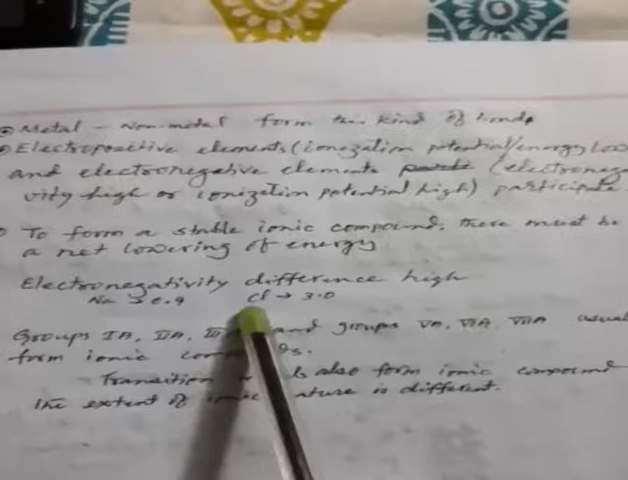 Metal - Non-metal form this kind of bond.
Electropositive elements (ionization potential/energy low)
and electronegative elements (electronega
vity high or ionization potential high) participate
To form a stable ionic compound, there must be
a net lowering of energy
Electronegativity difference high
Na → 0.9 Cl → 3.0
Groups IA, IIA, and groups VA, VIA, VIIA usual
form ionic
Transition also form ionic compound
the extent of nature is different.